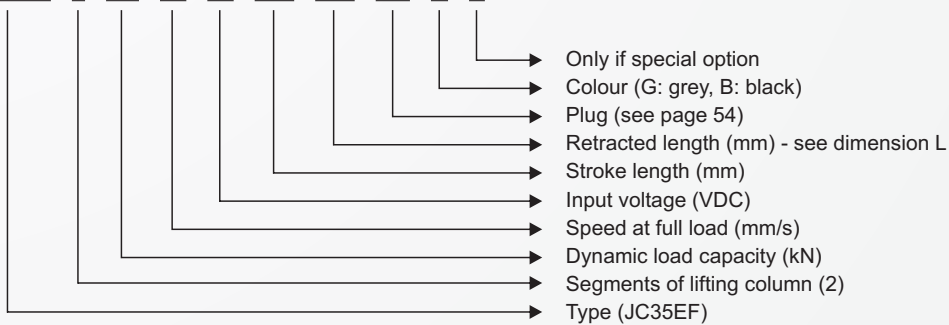 Only if special option
Colour (G: grey, B: black)
Plug (see page 54)
Retracted length (mm) - see dimension L
Stroke length (mm)
Input voltage (VDC)
Speed at full load (mm/s)
Dynamic load capacity (kN)
Segments of lifting column (2)
Type (JC35EF)